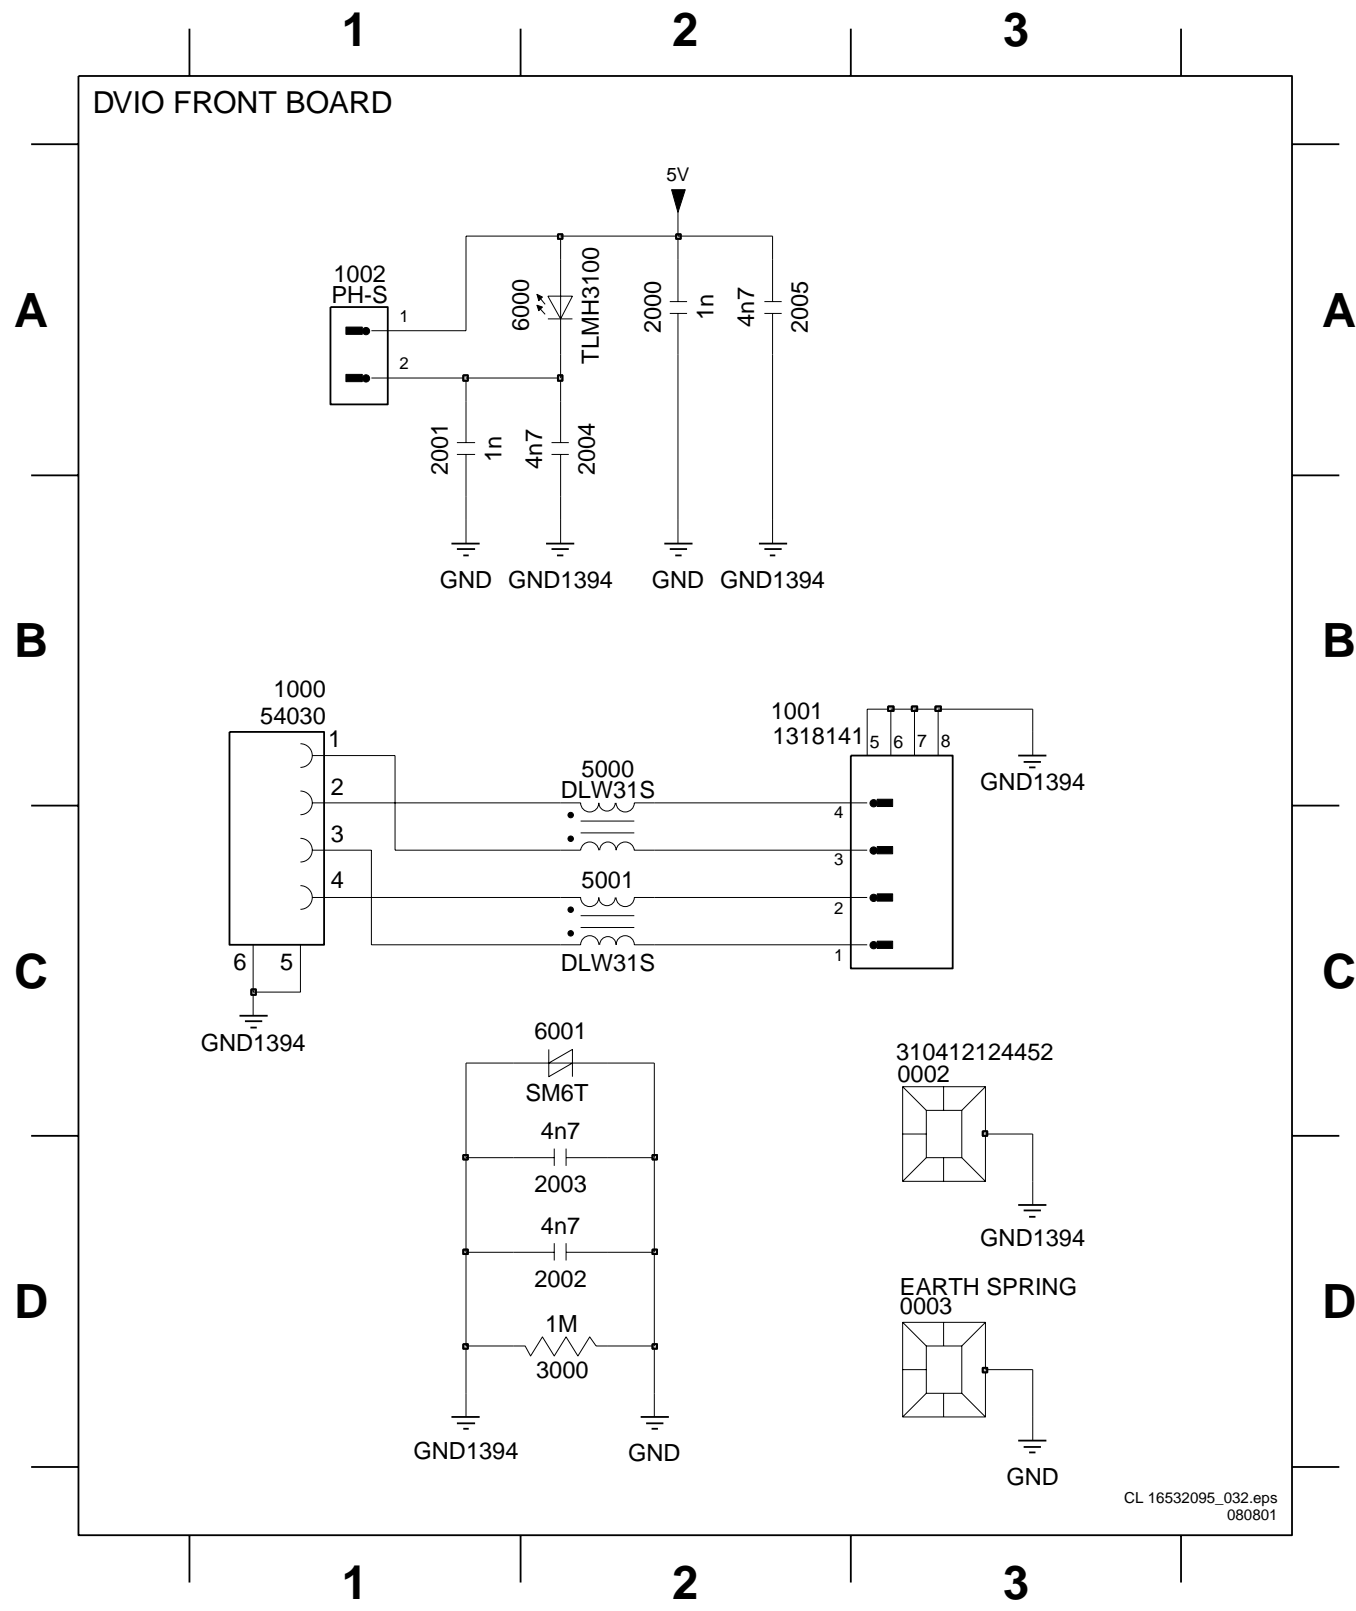 1 2 3
DVIO FRONT BOARD
5V
A A
1002
PH-S
1
2
6000
TLMH3100
2000
1n
4n7
2005
2001
1n
4n7
2004
GND GND1394 GND GND1394
B B
1000
54030
1
2
3
4
6 5
GND1394
5000
DLW31S
5001
DLW31S
1001
1318141
5 6 7 8
GND1394
4
3
2
1
C C
6001
SM6T
4n7
2003
4n7
2002
1M
3000
GND1394 GND
310412124452
0002
GND1394
D D
EARTH SPRING
0003
GND
CL 16532095_032.eps
080801
1 2 3